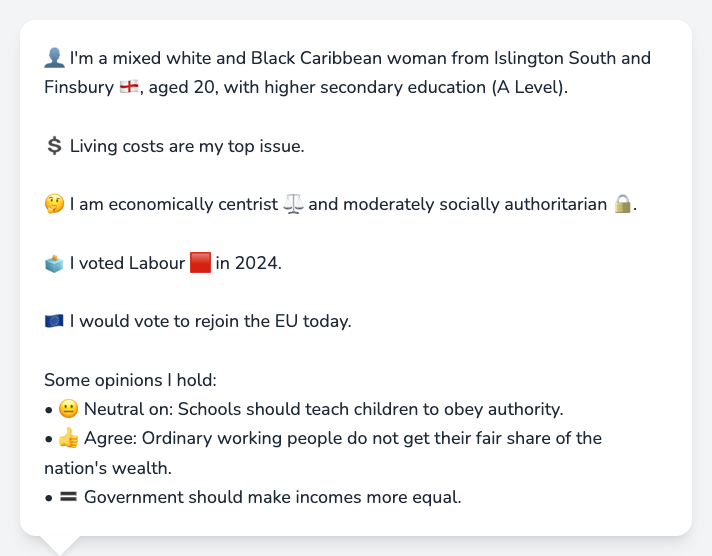 👤 I'm a mixed white and Black Caribbean woman from Islington South and
Finsbury 🏴󠁧󠁢󠁥󠁮󠁧󠁿, aged 20, with higher secondary education (A Level).
💲 Living costs are my top issue.
🤔 I am economically centrist ⚖️ and moderately socially authoritarian 🔒.
🗳️ I voted Labour 🟥 in 2024.
🇪🇺 I would vote to rejoin the EU today.
Some opinions I hold:
• 😐 Neutral on: Schools should teach children to obey authority.
• 👍 Agree: Ordinary working people do not get their fair share of the
nation's wealth.
• 🟰 Government should make incomes more equal.